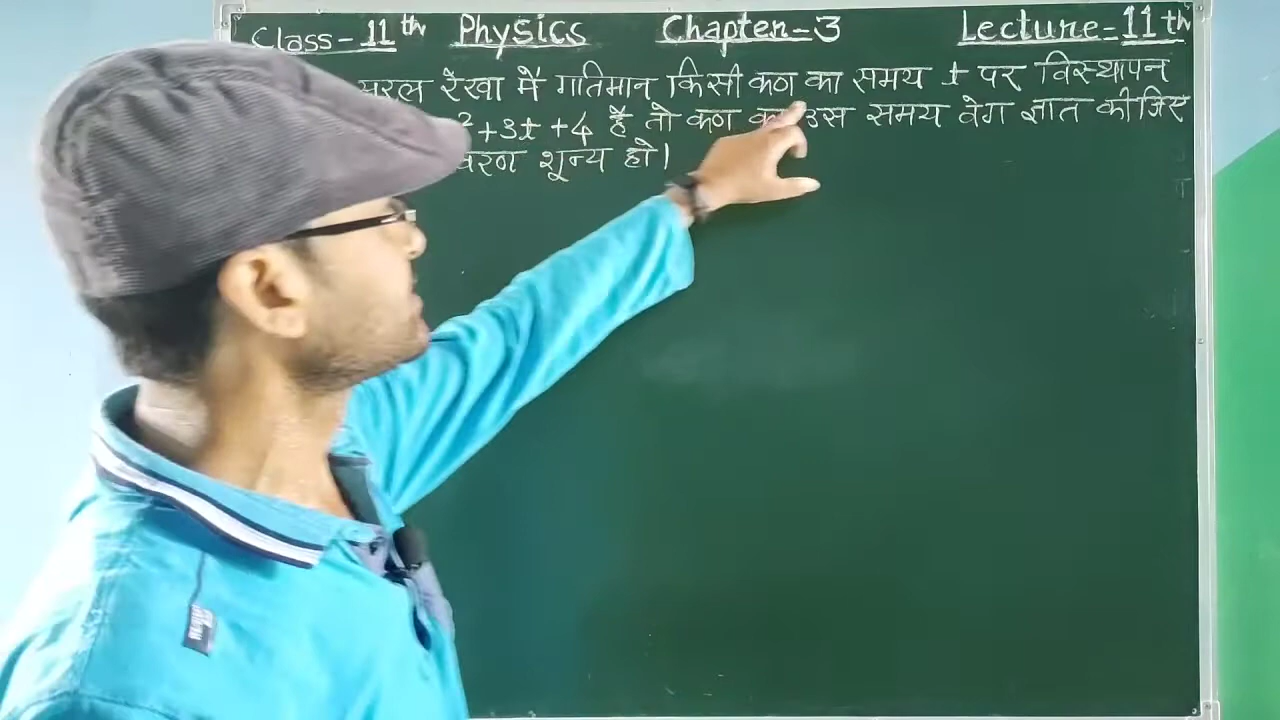 Class-11th Physics Chapter-3 Lecture-11th
सरल रेखा में गतिमान किसी कण का समय t पर विस्थापन
²+3t+4 है तो कण का उस समय वेग ज्ञात कीजिए
वरण शून्य हो।